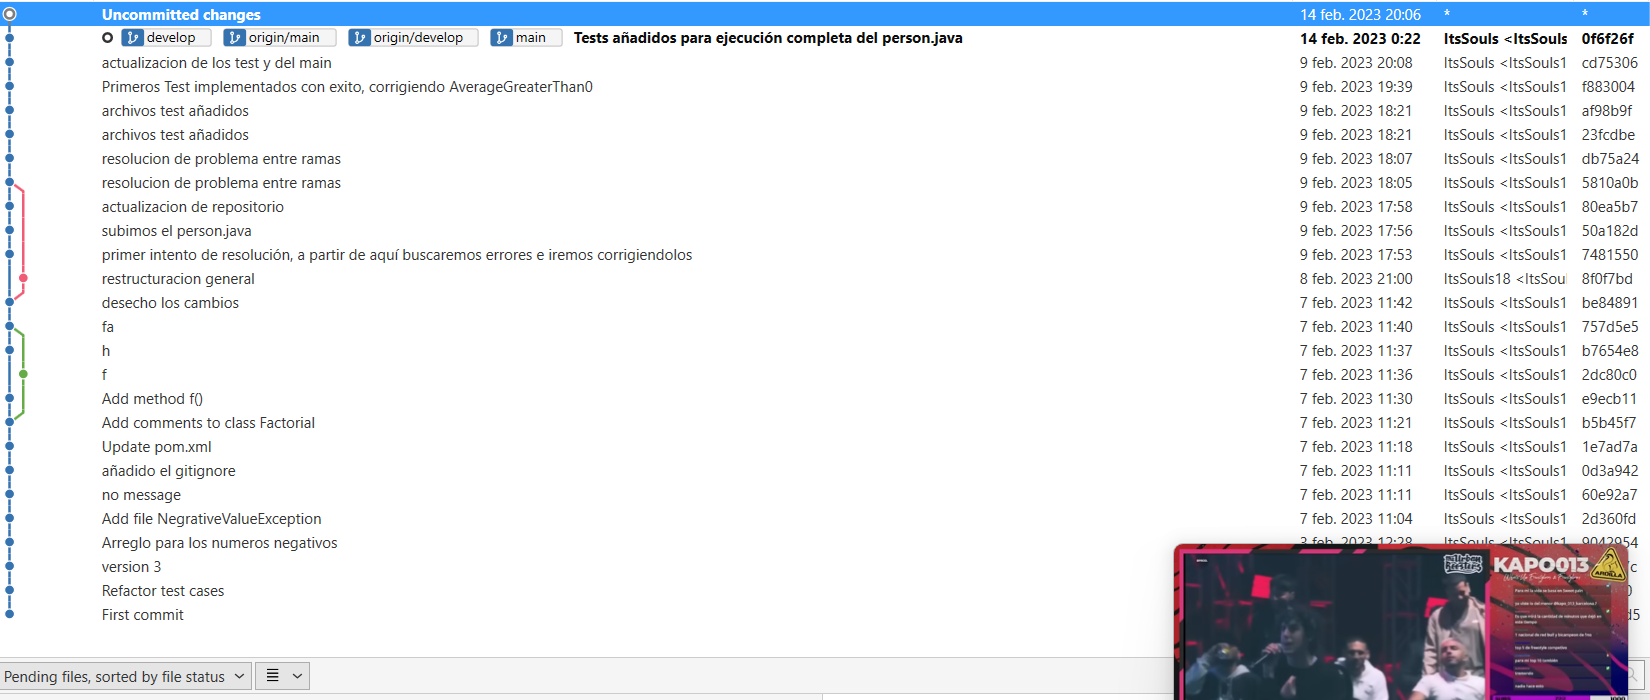 Uncommitted changes 14 feb. 2023 20:06 * *
develop origin/main origin/develop main Tests añadidos para ejecución completa del person.java 14 feb. 2023 0:22 ItsSouls <ItsSouls 0f6f26f
actualizacion de los test y del main 9 feb. 2023 20:08 ItsSouls <ItsSouls1 cd75306
Primeros Test implementados con exito, corrigiendo AverageGreaterThan0 9 feb. 2023 19:39 ItsSouls <ItsSouls1 f883004
archivos test añadidos 9 feb. 2023 18:21 ItsSouls <ItsSouls1 af98b9f
archivos test añadidos 9 feb. 2023 18:21 ItsSouls <ItsSouls1 23fcdbe
resolucion de problema entre ramas 9 feb. 2023 18:07 ItsSouls <ItsSouls1 db75a24
resolucion de problema entre ramas 9 feb. 2023 18:05 ItsSouls <ItsSouls1 5810a0b
actualizacion de repositorio 9 feb. 2023 17:58 ItsSouls <ItsSouls1 80ea5b7
subimos el person.java 9 feb. 2023 17:56 ItsSouls <ItsSouls1 50a182d
primer intento de resolución, a partir de aquí buscaremos errores e iremos corrigiendolos 9 feb. 2023 17:53 ItsSouls <ItsSouls1 7481550
restructuracion general 8 feb. 2023 21:00 ItsSouls18 <ItsSoul 8f0f7bd
desecho los cambios 7 feb. 2023 11:42 ItsSouls <ItsSouls1 be84891
fa 7 feb. 2023 11:40 ItsSouls <ItsSouls1 757d5e5
h 7 feb. 2023 11:37 ItsSouls <ItsSouls1 b7654e8
f 7 feb. 2023 11:36 ItsSouls <ItsSouls1 2dc80c0
Add method f() 7 feb. 2023 11:30 ItsSouls <ItsSouls1 e9ecb11
Add comments to class Factorial 7 feb. 2023 11:21 ItsSouls <ItsSouls1 b5b45f7
Update pom.xml 7 feb. 2023 11:18 ItsSouls <ItsSouls1 1e7ad7a
añadido el gitignore 7 feb. 2023 11:11 ItsSouls <ItsSouls1 0d3a942
no message 7 feb. 2023 11:11 ItsSouls <ItsSouls1 60e92a7
Add file NegrativeValueException 7 feb. 2023 11:04 ItsSouls <ItsSouls1 2d360fd
Arreglo para los numeros negativos 3 feb. 2023 12:28 ItsSouls <ItsSouls1 9042954
version 3
Refactor test cases
First commit
Urban Roosters KAPO013 ARDILLA
Pending files, sorted by file status